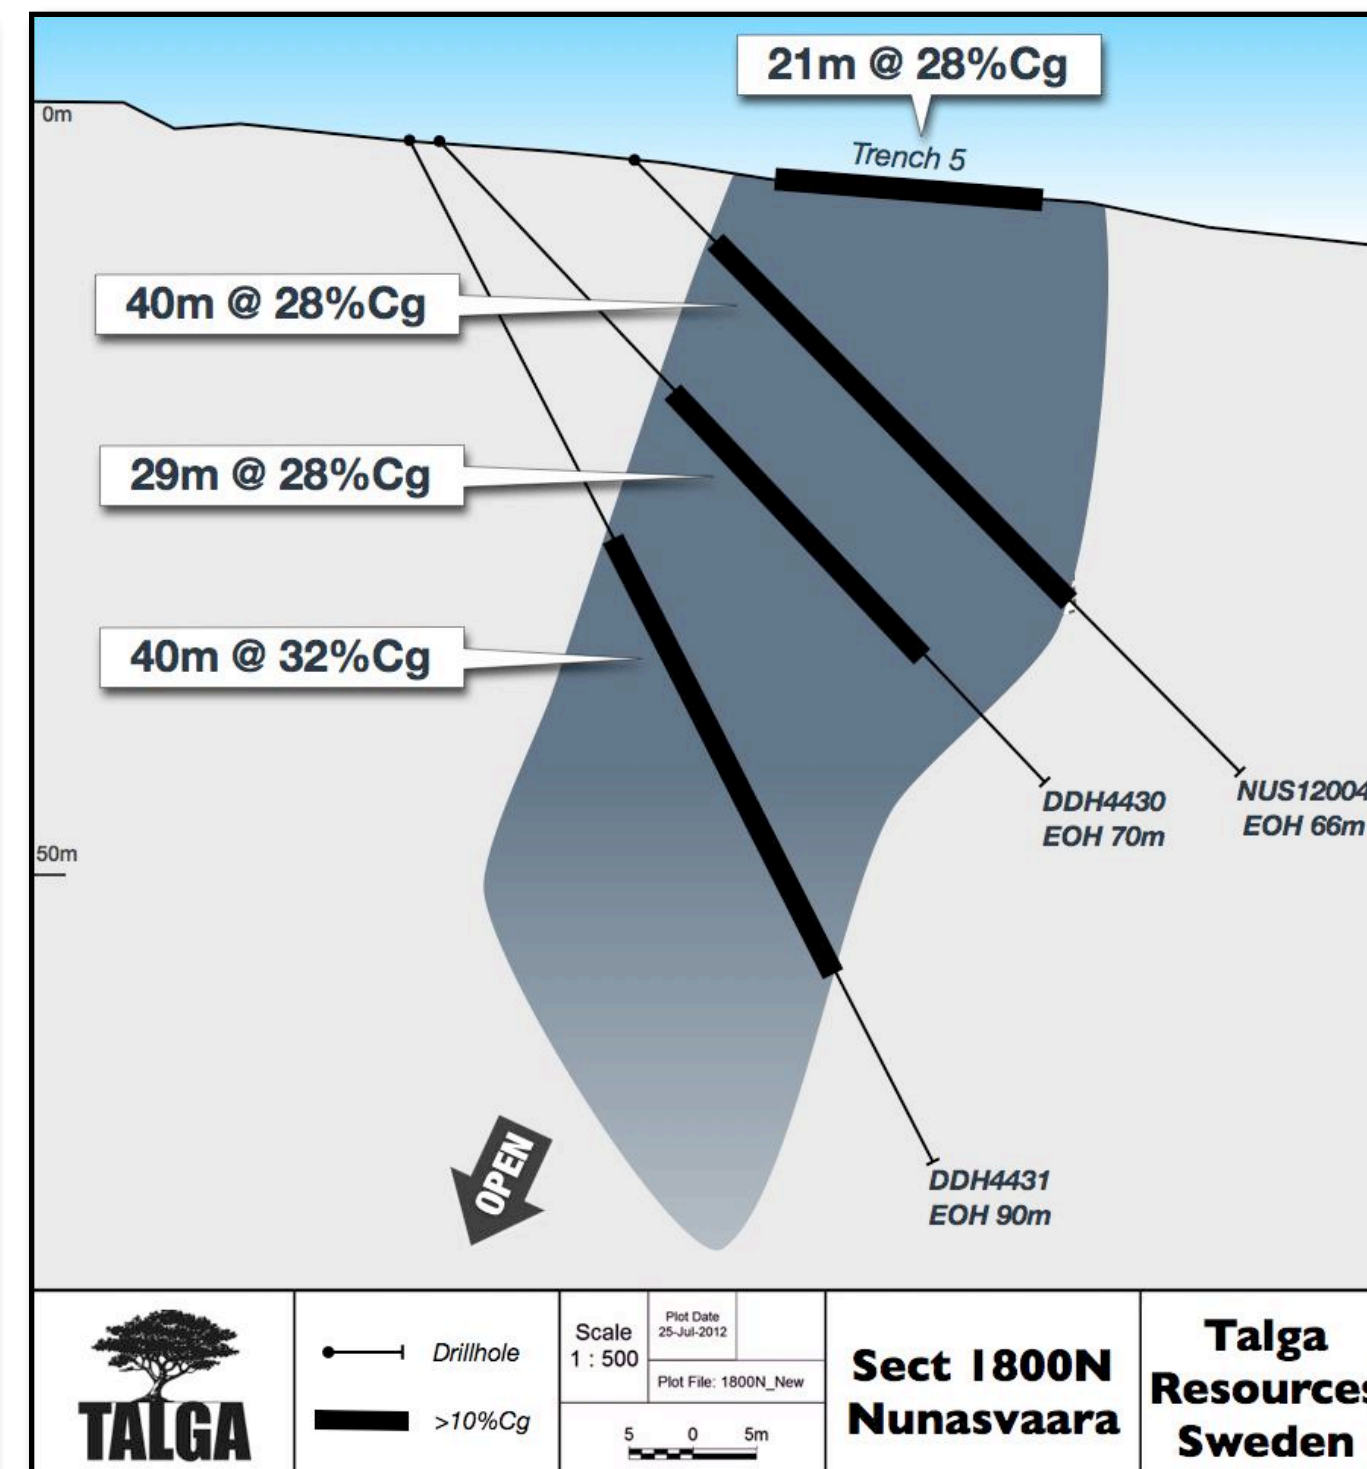 21m @ 28%Cg
0m
Trench 5
40m @ 28%Cg
29m @ 28%Cg
40m @ 32%Cg
DDH4430
EOH 70m
NUS12004
EOH 66m
50m
OPEN
DDH4431
EOH 90m
TALGA
Drillhole
>10%Cg
Scale
1 : 500
Plot Date
25-Jul-2012
Plot File: 1800N_New
5 0 5m
Sect 1800N
Nunasvaara
Talga
Resources
Sweden